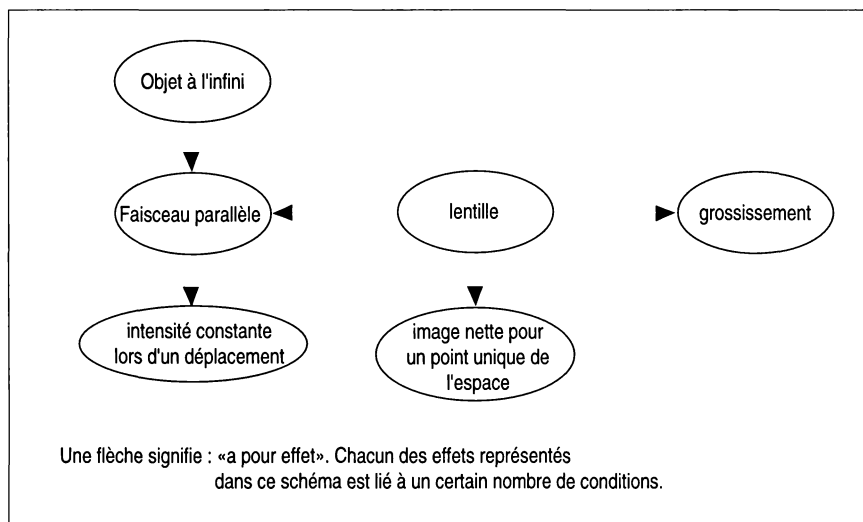 Objet à l'infini
Faisceau parallèle
lentille
grossissement
intensité constante
lors d'un déplacement
image nette pour
un point unique de
l'espace
Une flèche signifie : «a pour effet». Chacun des effets représentés
dans ce schéma est lié à un certain nombre de conditions.